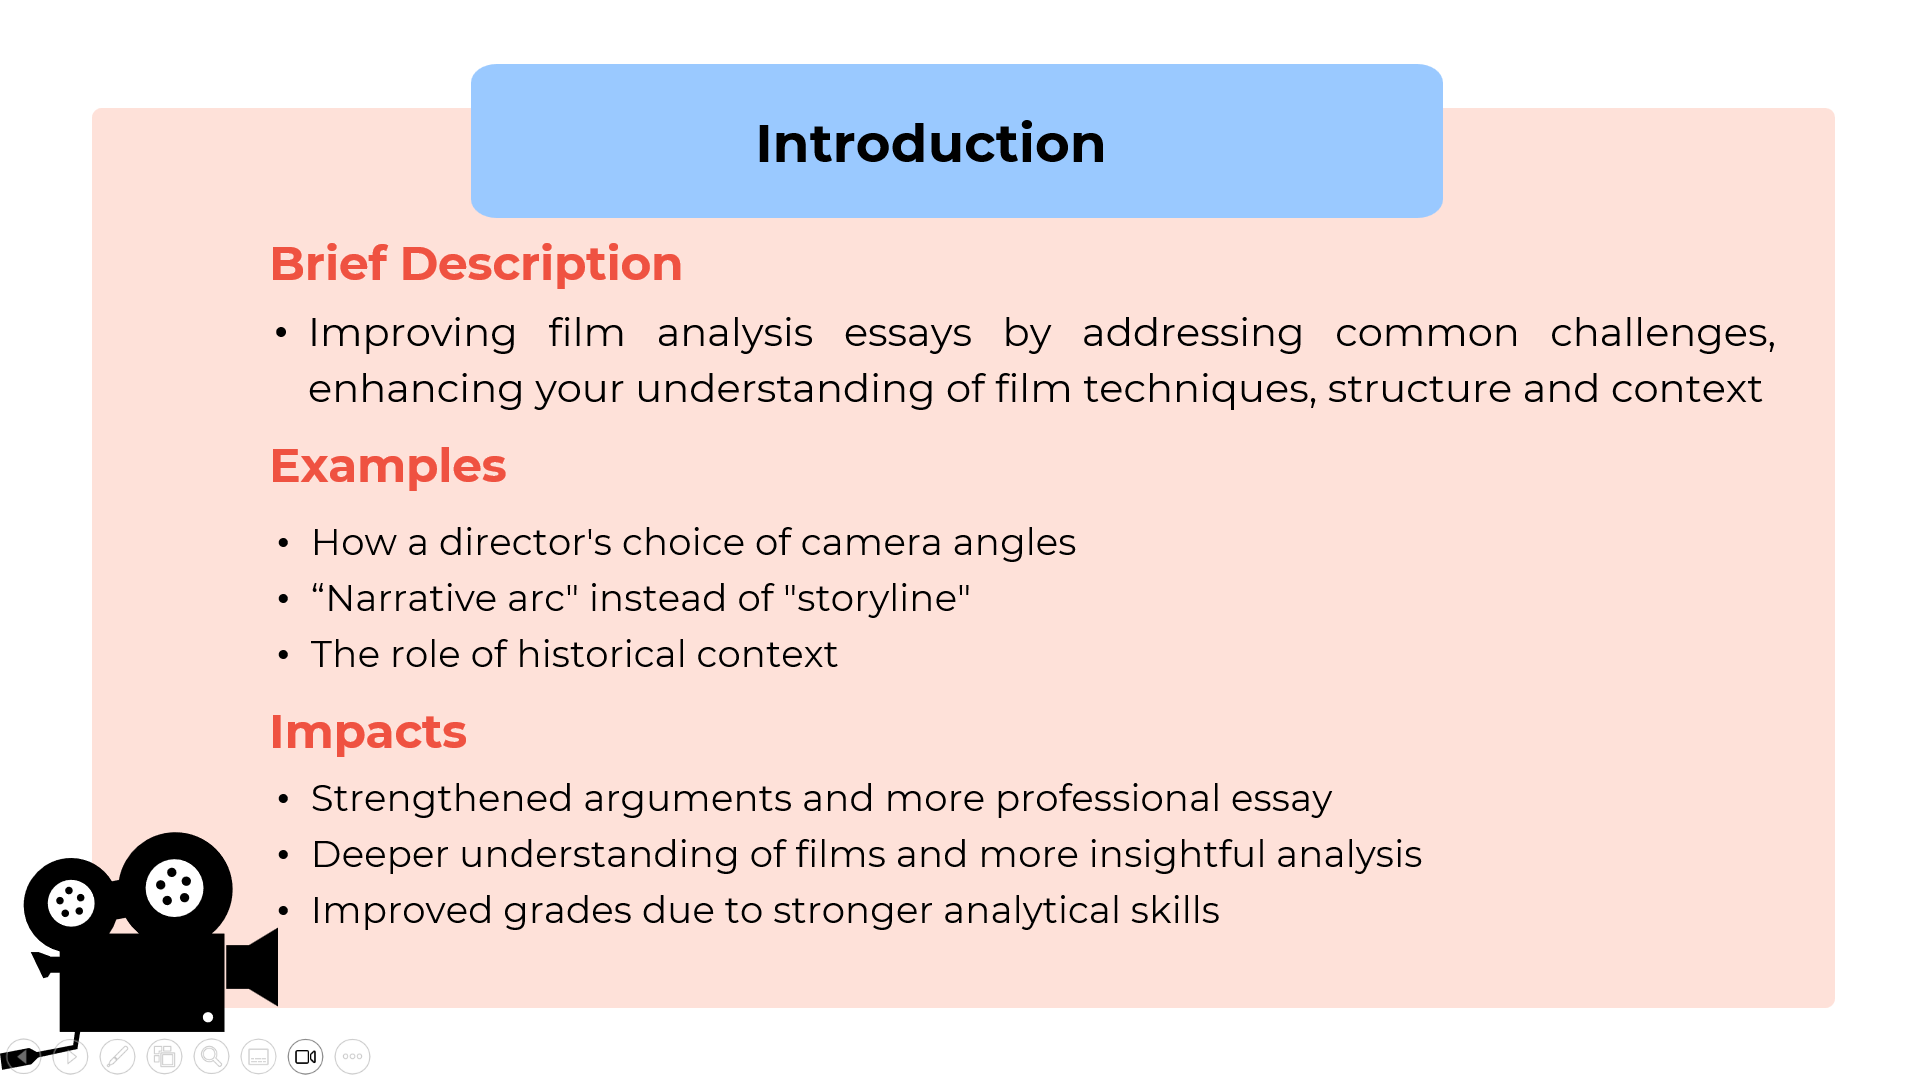 Introduction
Brief Description
• Improving film analysis essays by addressing common challenges,
enhancing your understanding of film techniques, structure and context
Examples
• How a director's choice of camera angles
• “Narrative arc" instead of "storyline"
• The role of historical context
Impacts
• Strengthened arguments and more professional essay
• Deeper understanding of films and more insightful analysis
• Improved grades due to stronger analytical skills